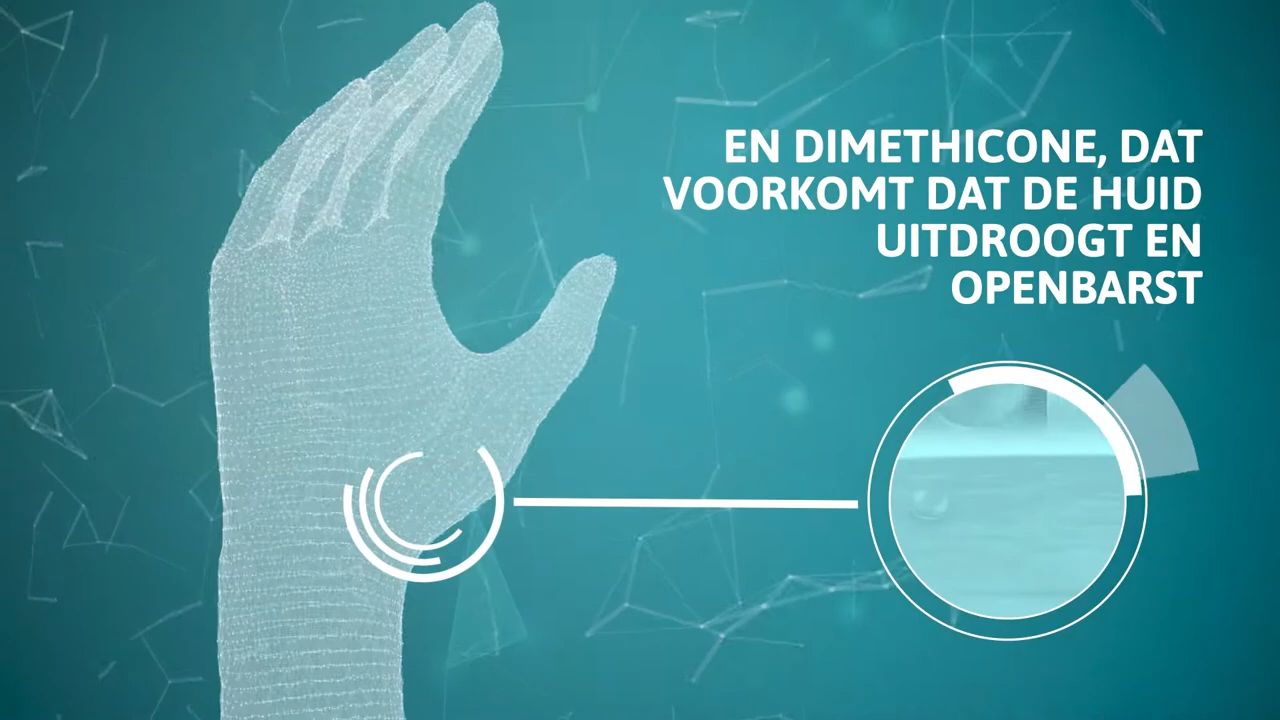 EN DIMETHICONE, DAT
VOORKOMT DAT DE HUID
UITDROOGT EN
OPENBARST